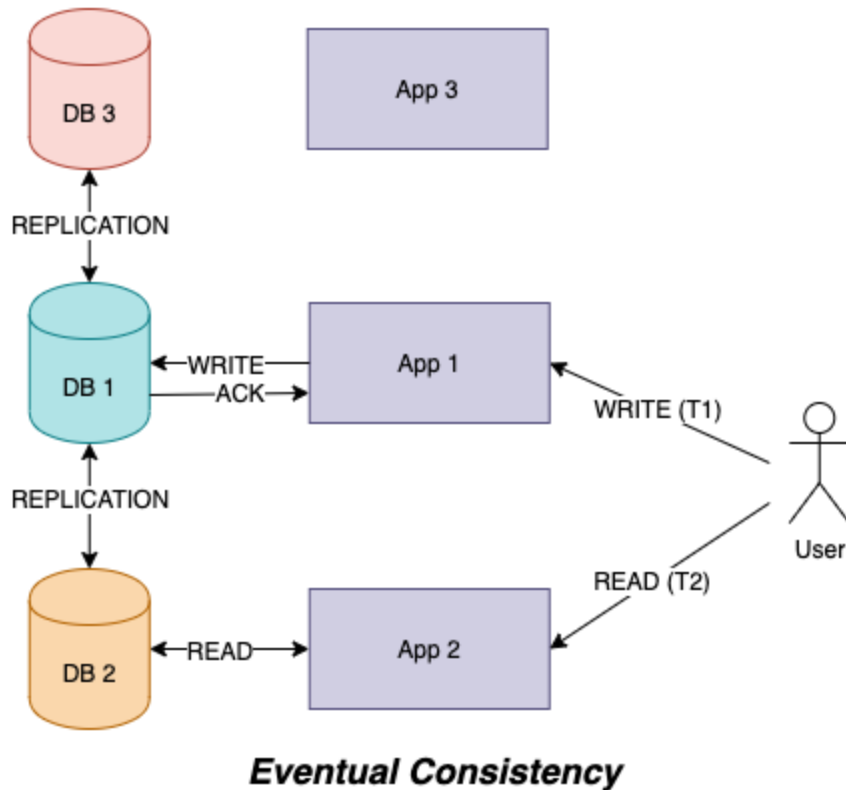 DB 3
App 3
REPLICATION
DB 1
WRITE
ACK
App 1
WRITE (T1)
REPLICATION
User
READ (T2)
DB 2
READ
App 2
Eventual Consistency